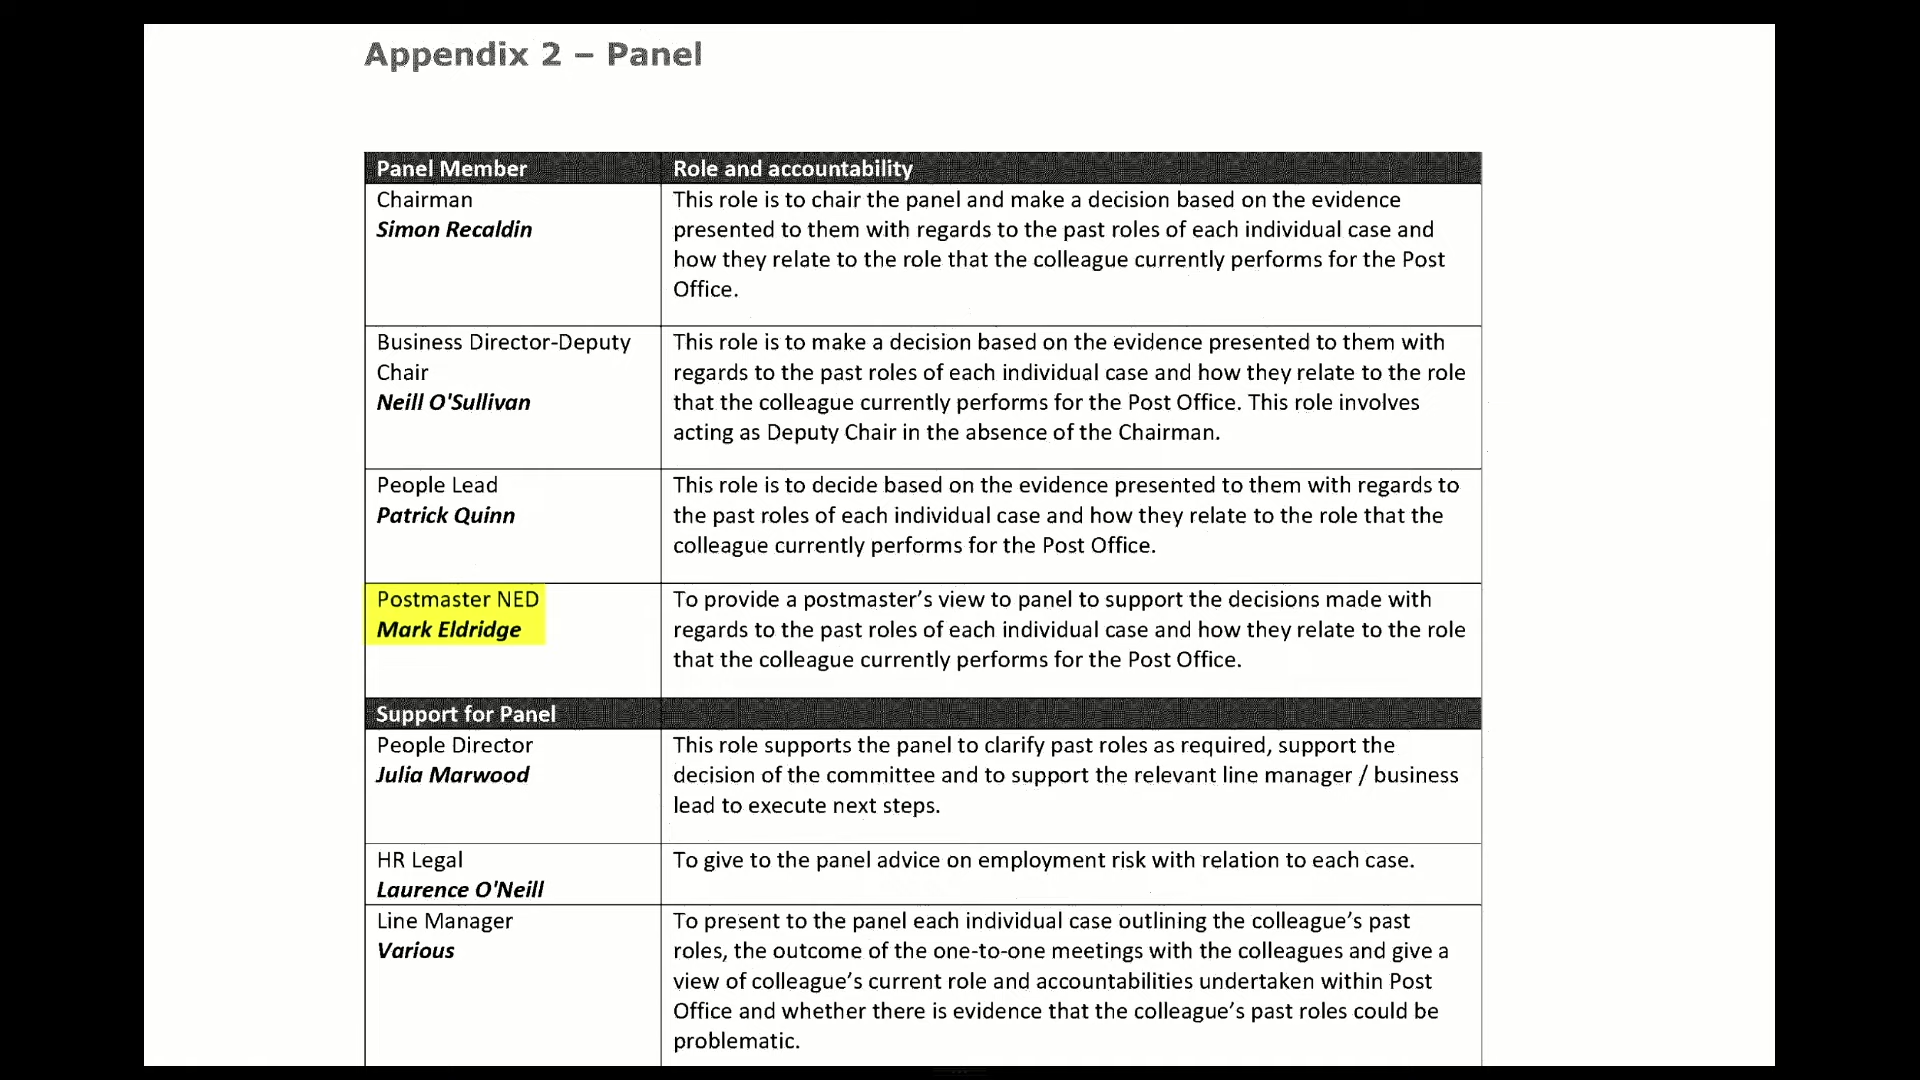 Appendix 2 – Panel
Panel Member
Role and accountability
Chairman
Simon Recaldin
This role is to chair the panel and make a decision based on the evidence
presented to them with regards to the past roles of each individual case and
how they relate to the role that the colleague currently performs for the Post
Office.
Business Director-Deputy
Chair
Neill O'Sullivan
This role is to make a decision based on the evidence presented to them with
regards to the past roles of each individual case and how they relate to the role
that the colleague currently performs for the Post Office. This role involves
acting as Deputy Chair in the absence of the Chairman.
People Lead
Patrick Quinn
This role is to decide based on the evidence presented to them with regards to
the past roles of each individual case and how they relate to the role that the
colleague currently performs for the Post Office.
Postmaster NED
Mark Eldridge
To provide a postmaster’s view to panel to support the decisions made with
regards to the past roles of each individual case and how they relate to the role
that the colleague currently performs for the Post Office.
Support for Panel
People Director
Julia Marwood
This role supports the panel to clarify past roles as required, support the
decision of the committee and to support the relevant line manager / business
lead to execute next steps.
HR Legal
Laurence O'Neill
To give to the panel advice on employment risk with relation to each case.
Line Manager
Various
To present to the panel each individual case outlining the colleague’s past
roles, the outcome of the one-to-one meetings with the colleagues and give a
view of colleague’s current role and accountabilities undertaken within Post
Office and whether there is evidence that the colleague’s past roles could be
problematic.